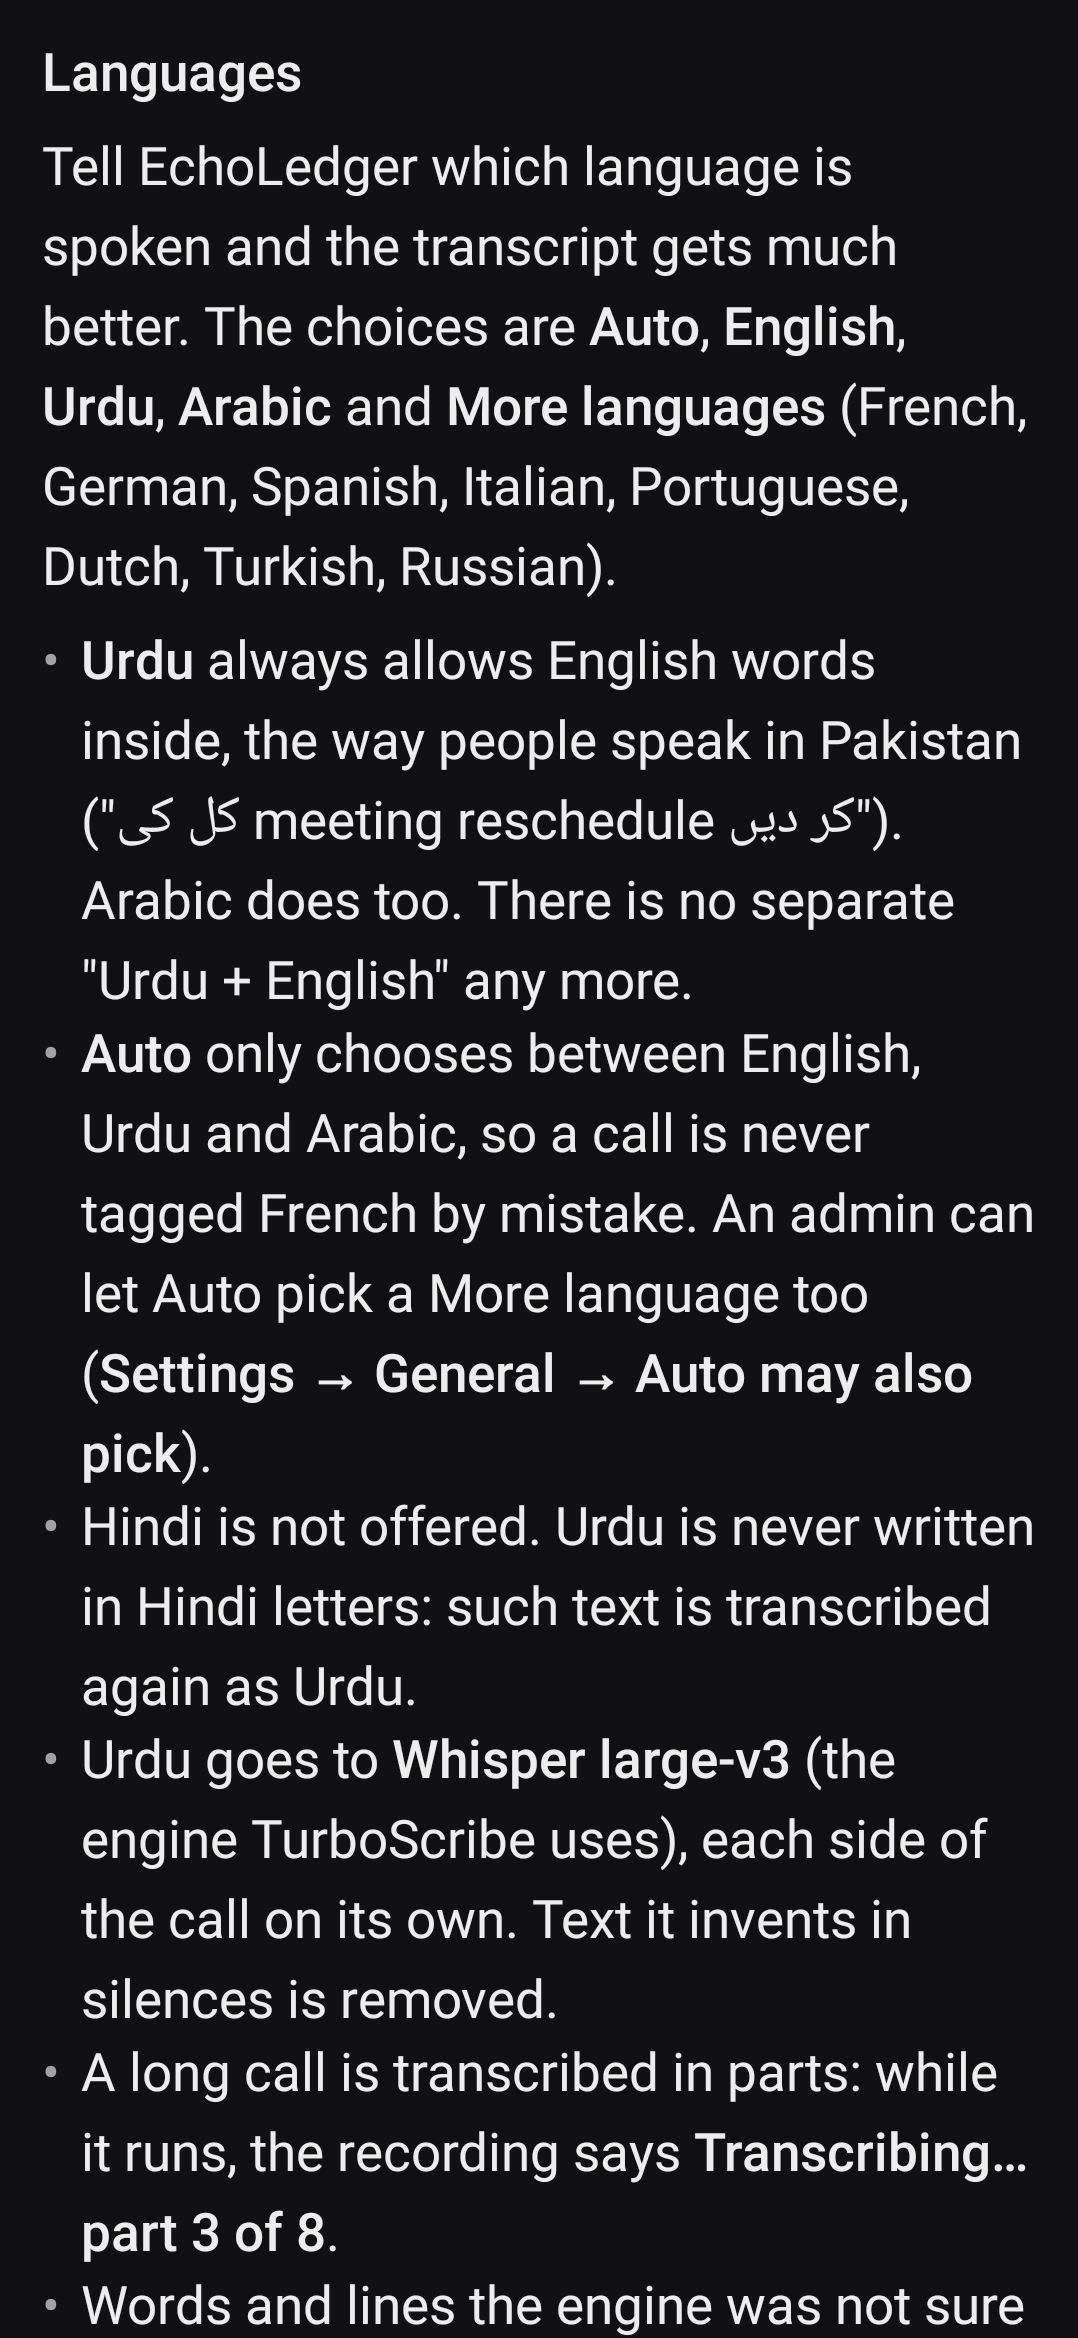 Languages
Tell EchoLedger which language is
spoken and the transcript gets much
better. The choices are Auto, English,
Urdu, Arabic and More languages (French,
German, Spanish, Italian, Portuguese,
Dutch, Turkish, Russian).
• Urdu always allows English words
inside, the way people speak in Pakistan
("کل کی meeting reschedule کر دیں").
Arabic does too. There is no separate
"Urdu + English" any more.
• Auto only chooses between English,
Urdu and Arabic, so a call is never
tagged French by mistake. An admin can
let Auto pick a More language too
(Settings → General → Auto may also
pick).
• Hindi is not offered. Urdu is never written
in Hindi letters: such text is transcribed
again as Urdu.
• Urdu goes to Whisper large-v3 (the
engine TurboScribe uses), each side of
the call on its own. Text it invents in
silences is removed.
• A long call is transcribed in parts: while
it runs, the recording says Transcribing…
part 3 of 8.
• Words and lines the engine was not sure